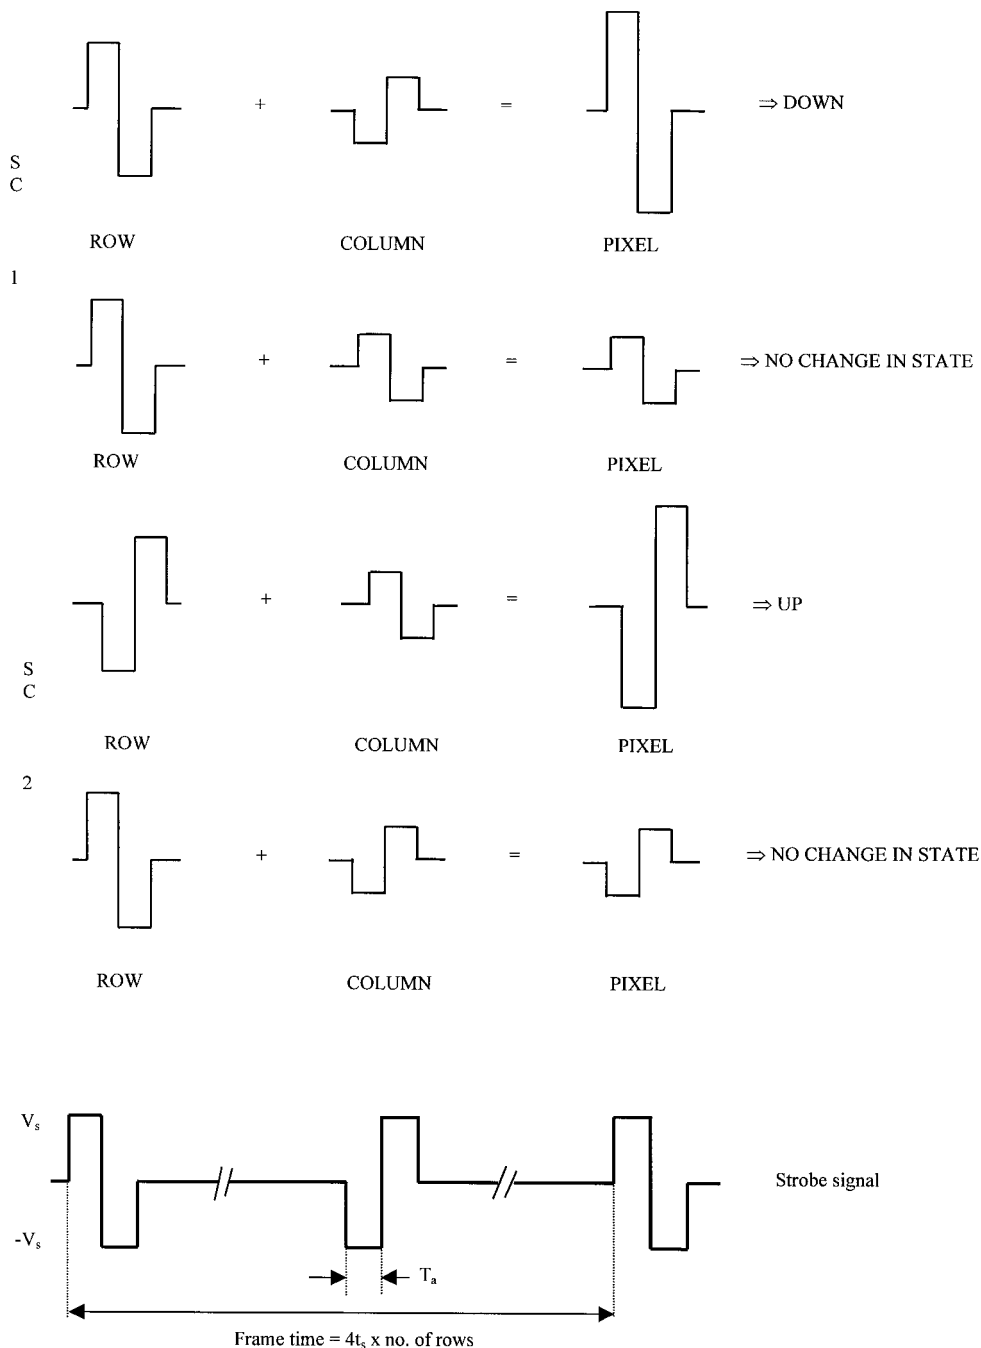 + = ⇒ DOWN
S
C
ROW COLUMN PIXEL
1
+ = ⇒ NO CHANGE IN STATE
ROW COLUMN PIXEL
+ = ⇒ UP
S
C
ROW COLUMN PIXEL
2
+ = ⇒ NO CHANGE IN STATE
ROW COLUMN PIXEL
Vs
Strobe signal
-Vs
Ta
Frame time = 4ts x no. of rows